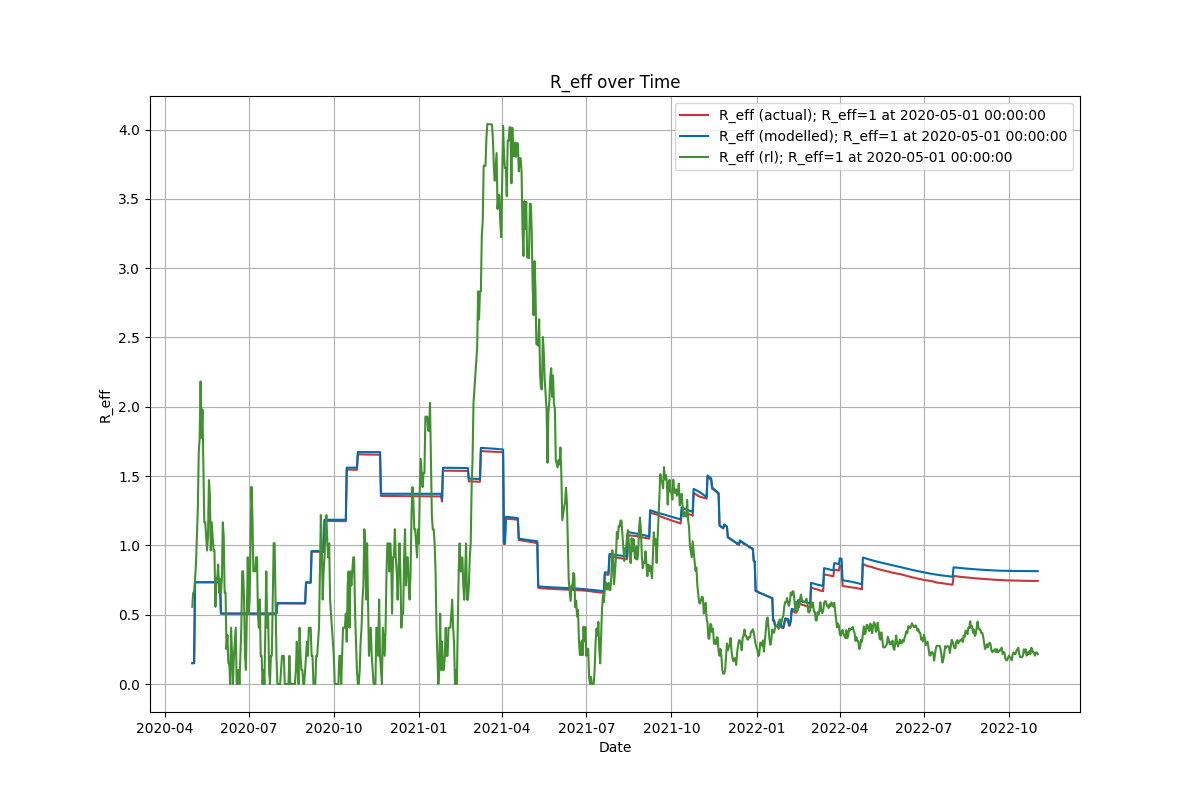 R_eff over Time
R_eff (actual); R_eff=1 at 2020-05-01 00:00:00
R_eff (modelled); R_eff=1 at 2020-05-01 00:00:00
R_eff (rl); R_eff=1 at 2020-05-01 00:00:00
R_eff
4.0
3.5
3.0
2.5
2.0
1.5
1.0
0.5
0.0
2020-04 2020-07 2020-10 2021-01 2021-04 2021-07 2021-10 2022-01 2022-04 2022-07 2022-10
Date